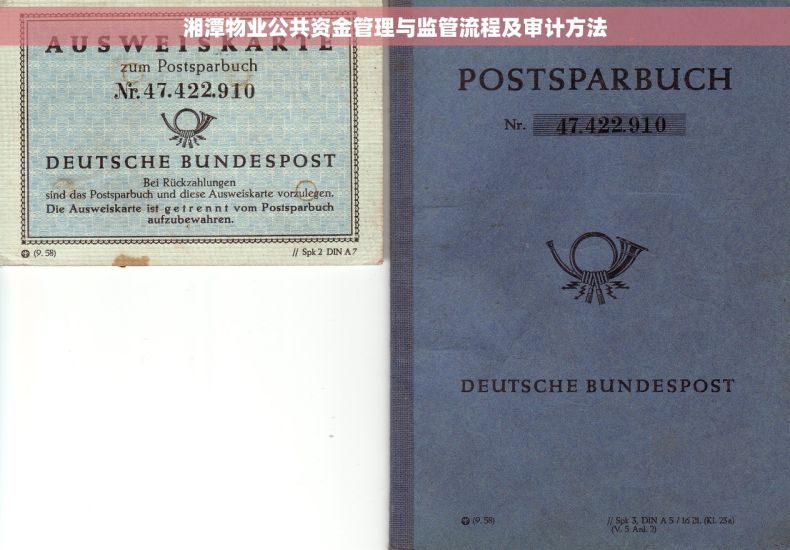 湘潭物业公共资金管理与监管流程及审计方法
AUSWEISKARTE
zum Postsparbuch
Nr. 47.422.910
DEUTSCHE BUNDESPOST
Bei Rückzahlungen
sind das Postsparbuch und diese Ausweiskarte vorzulegen.
Die Ausweiskarte ist getrennt vom Postsparbuch
aufzubewahren.
(9. 58)
// Spk 2 DIN A 7
POSTSPARBUCH
Nr. 47.422.910
DEUTSCHE BUNDESPOST
(9. 58)
// Spk 3, DIN A 5 / 16 Bl. (Kl. 23a)
(V. 5 Anl. 2)